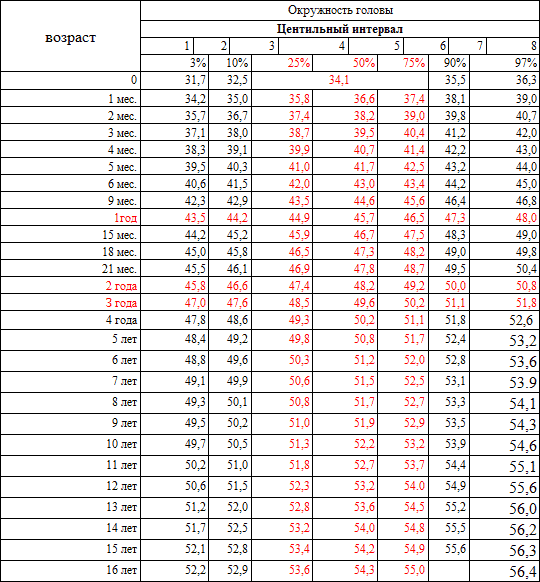 возраст
Окружность головы
Центильный интервал
1 2 3 4 5 6 7 8
3% 10% 25% 50% 75% 90% 97%
0 31,7 32,5 34,1 35,5 36,3
1 мес. 34,2 35,0 35,8 36,6 37,4 38,1 39,0
2 мес. 35,7 36,7 37,4 38,2 39,0 39,8 40,7
3 мес. 37,1 38,0 38,7 39,5 40,4 41,2 42,0
4 мес. 38,3 39,1 39,9 40,7 41,4 42,2 43,0
5 мес. 39,5 40,3 41,0 41,7 42,5 43,2 44,0
6 мес. 40,6 41,5 42,0 43,0 43,4 44,2 45,0
9 мес. 42,3 42,9 43,5 44,6 45,6 46,4 46,8
1год 43,5 44,2 44,9 45,7 46,5 47,3 48,0
15 мес. 44,2 45,2 45,9 46,7 47,5 48,3 49,0
18 мес. 45,0 45,8 46,5 47,3 48,2 49,0 49,8
21 мес. 45,5 46,1 46,9 47,8 48,7 49,5 50,4
2 года 45,8 46,6 47,4 48,2 49,2 50,0 50,8
3 года 47,0 47,6 48,5 49,6 50,2 51,1 51,8
4 года 47,8 48,6 49,3 50,2 51,1 51,8 52,6
5 лет 48,4 49,2 49,8 50,8 51,7 52,4 53,2
6 лет 48,8 49,6 50,3 51,2 52,0 52,8 53,6
7 лет 49,1 49,9 50,6 51,5 52,5 53,1 53.9
8 лет 49,3 50,1 50,8 51,7 52,7 53,3 54,1
9 лет 49,5 50,2 51,0 51,9 52,9 53,5 54,3
10 лет 49,7 50,5 51,3 52,2 53,2 53,9 54,6
11 лет 50,2 51,0 51,8 52,7 53,7 54,4 55,1
12 лет 50,6 51,5 52,3 53,2 54,0 54,9 55,6
13 лет 51,2 52,0 52,8 53,6 54,5 55,2 56,0
14 лет 51,7 52,5 53,2 54,0 54,8 55,5 56,2
15 лет 52,1 52,8 53,4 54,2 54,9 55,6 56,3
16 лет 52,2 52,9 53,6 54,3 55,0 56,4